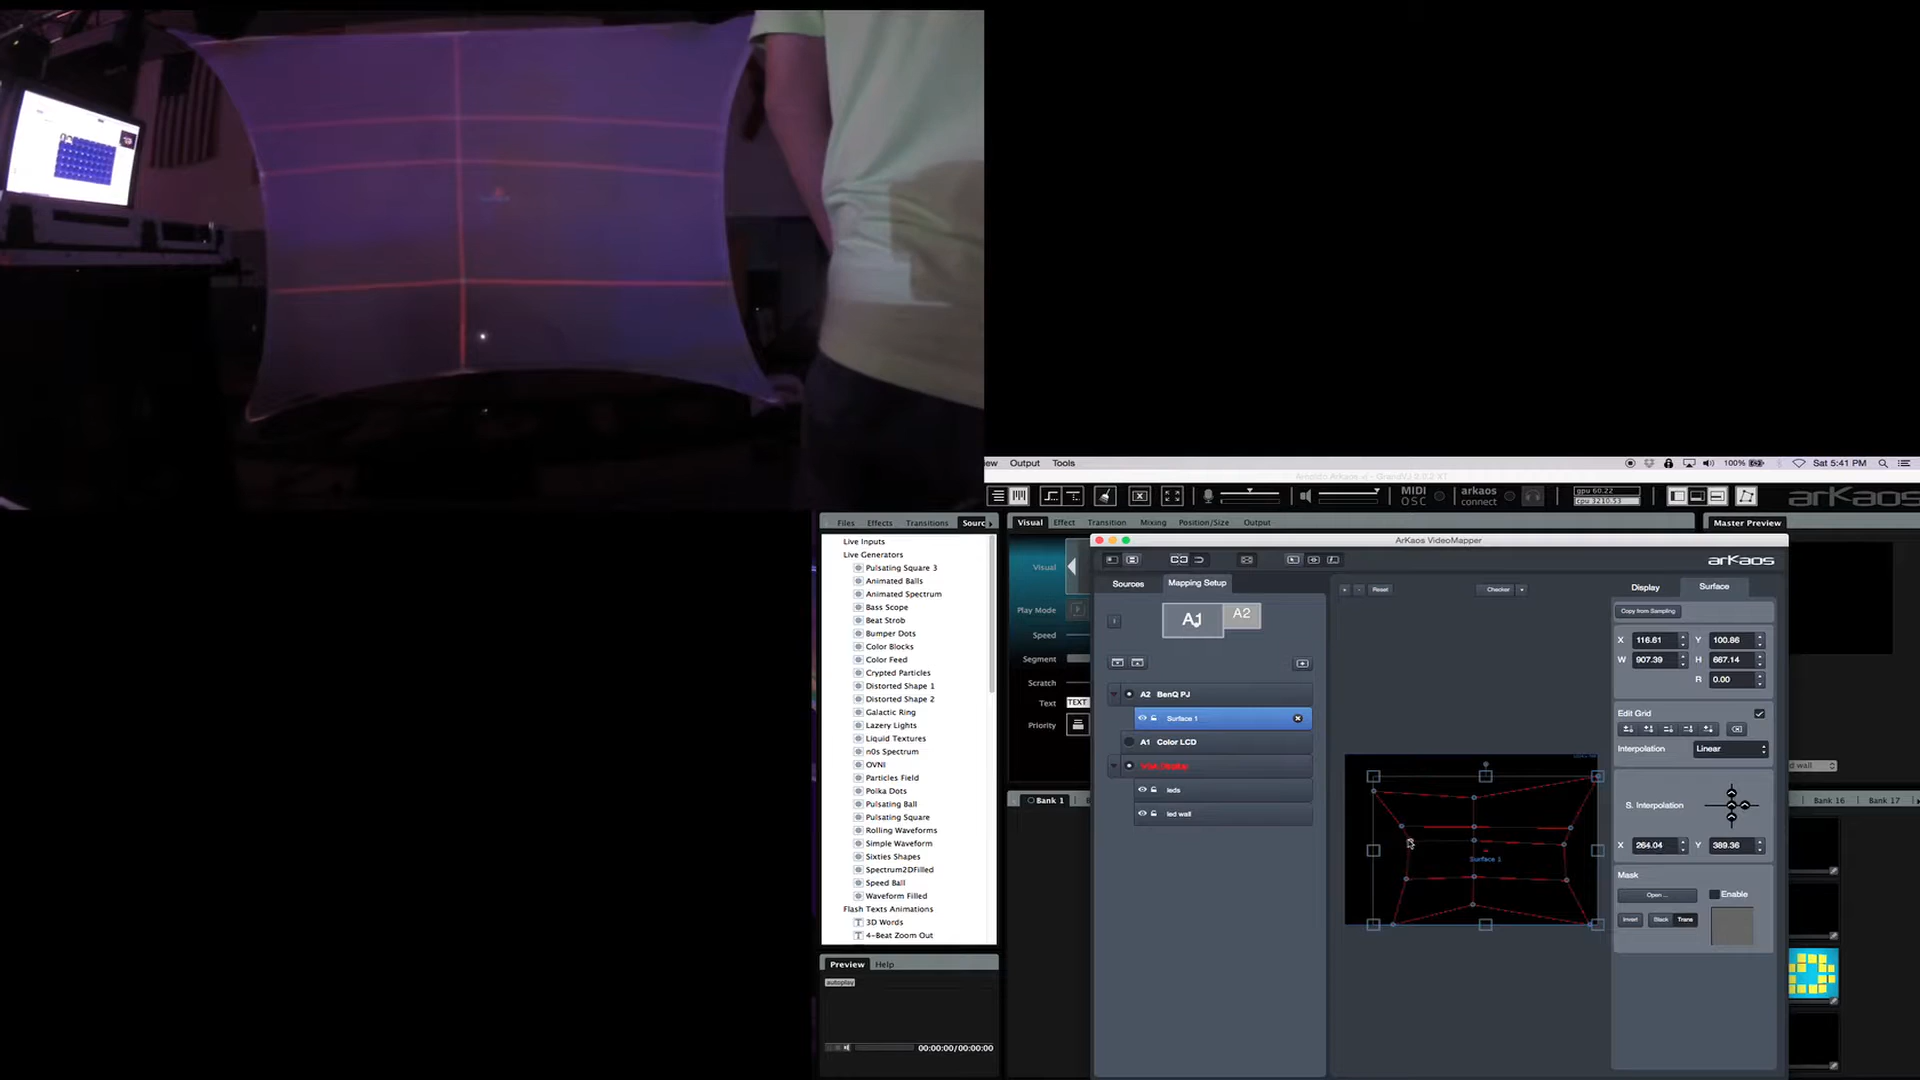 Output Tools
100%
Sat 5:41 PM
MIDI
OSC
arkaos
connect
gpu 60.22
cpu 3210.53
arKaos
Files Effects Transitions
Visual Effect Transition Mixing Position/Size Output
Master Preview
Live Inputs
Live Generators
Pulsating Square 3
Animated Balls
Animated Spectrum
Bass Scope
Beat Strob
Bumper Dots
Color Blocks
Color Feed
Crypted Particles
Distorted Shape 1
Distorted Shape 2
Galactic Ring
Lazery Lights
Liquid Textures
n0s Spectrum
OVNI
Particles Field
Polka Dots
Pulsating Ball
Pulsating Square
Rolling Waveforms
Simple Waveform
Sixties Shapes
Spectrum2DFilled
Speed Ball
Waveform Filled
Flash Texts Animations
3D Words
4-Beat Zoom Out
Preview Help
autoplay
00:00:00/00:00:00
Visual
Play Mode
Speed
Segment
Scratch
Text TEXT
Priority
Bank 1
ArKaos VideoMapper
arKaos
Sources Mapping Setup
A1 A2
A2 BenQ PJ
Surface 1
A1 Color LCD
leds
led wall
Reset
Checker
Surface 1
Display Surface
Copy from Sampling
X 116.61 Y 100.86
W 907.39 H 667.14
R 0.00
Edit Grid
Interpolation Linear
S. Interpolation
X 264.04 Y 389.36
Mask
Open ... Enable
Invert Black Trans
d wall
Bank 16 Bank 17